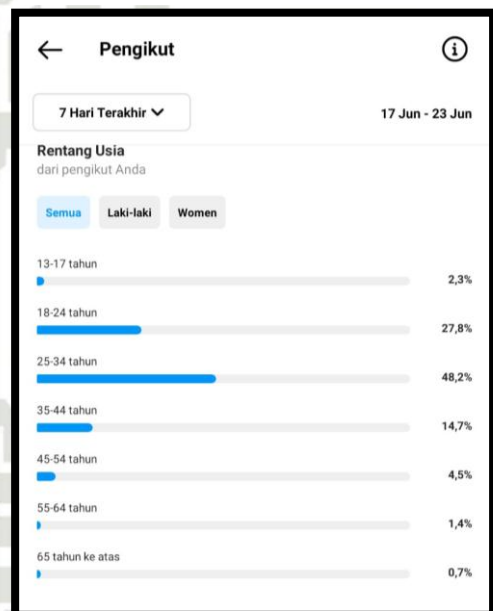 Pengikut
7 Hari Terakhir
17 Jun - 23 Jun
Rentang Usia
dari pengikut Anda
Semua
Laki-laki
Women
13-17 tahun
2,3%
18-24 tahun
27,8%
25-34 tahun
48,2%
35-44 tahun
14,7%
45-54 tahun
4,5%
55-64 tahun
1,4%
65 tahun ke atas
0,7%